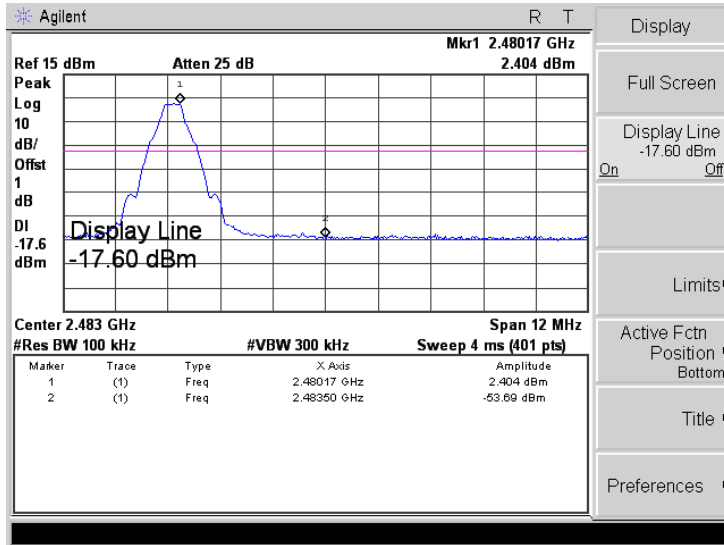 Agilent R T
Mkr1 2.48017 GHz
Ref 15 dBm Atten 25 dB 2.404 dBm
Peak
Log
10
dB/
Offst
1
dB
DI
-17.6
dBm
1
2
Display Line
-17.60 dBm
Center 2.483 GHz Span 12 MHz
#Res BW 100 kHz #VBW 300 kHz Sweep 4 ms (401 pts)
Marker Trace Type X Axis Amplitude
1 (1) Freq 2.48017 GHz 2.404 dBm
2 (1) Freq 2.48350 GHz -53.69 dBm
Display
Full Screen
Display Line
-17.60 dBm
On Off
Limits
Active Fctn
Position
Bottom
Title
Preferences